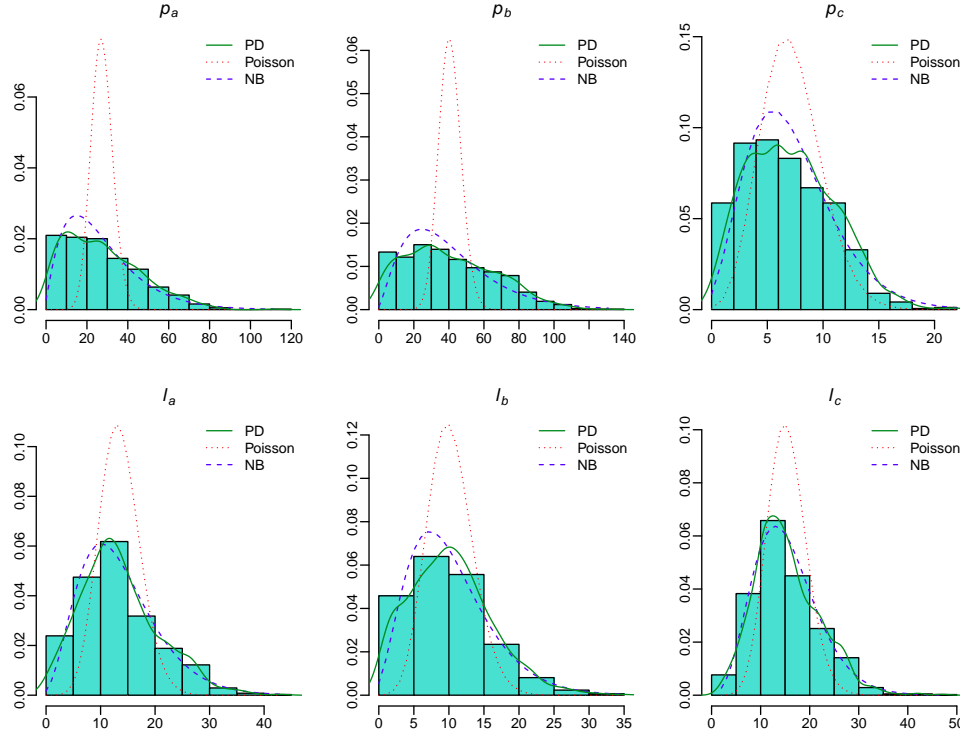 p_a
PD
Poisson
NB
0.00 0.02 0.04 0.06
0 20 40 60 80 100 120
p_b
PD
Poisson
NB
0.00 0.01 0.02 0.03 0.04 0.05 0.06
0 20 40 60 80 100 140
p_c
PD
Poisson
NB
0.00 0.05 0.10 0.15
0 5 10 15 20
l_a
PD
Poisson
NB
0.00 0.02 0.04 0.06 0.08 0.10
0 10 20 30 40
l_b
PD
Poisson
NB
0.00 0.02 0.04 0.06 0.08 0.10 0.12
0 5 10 15 20 25 30 35
l_c
PD
Poisson
NB
0.00 0.02 0.04 0.06 0.08 0.10
0 10 20 30 40 50